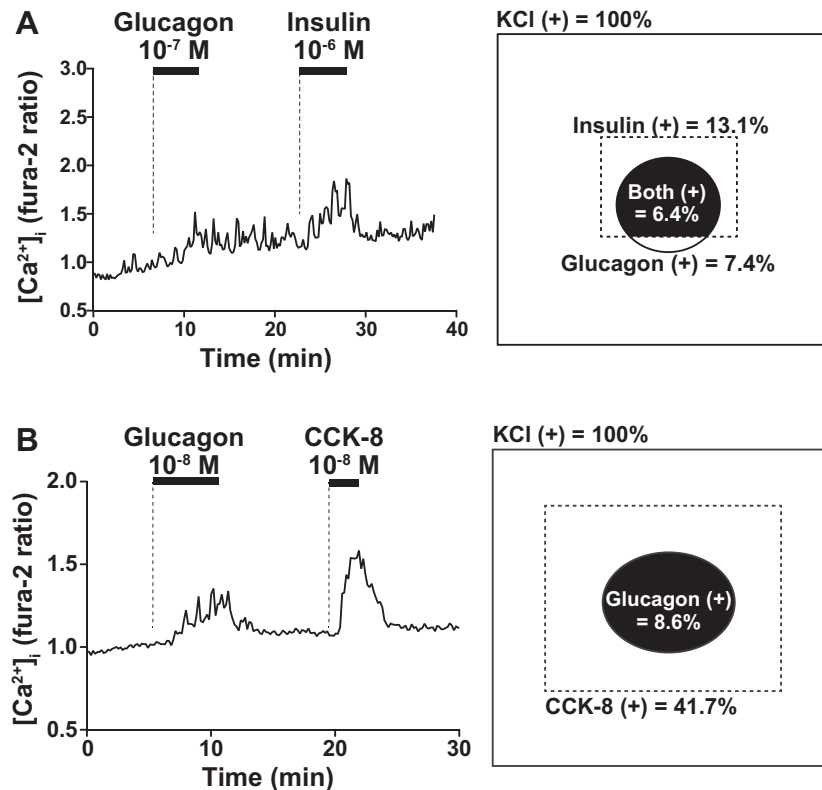 A
Glucagon
10⁻⁷ M
Insulin
10⁻⁶ M
3.0
2.5
2.0
1.5
1.0
0.5
[Ca²⁺]ᵢ (fura-2 ratio)
0
10
20
30
40
Time (min)
KCl (+) = 100%
Insulin (+) = 13.1%
Both (+)
= 6.4%
Glucagon (+) = 7.4%
B
Glucagon
10⁻⁸ M
CCK-8
10⁻⁸ M
2.0
1.5
1.0
0.5
[Ca²⁺]ᵢ (fura-2 ratio)
0
10
20
30
Time (min)
KCl (+) = 100%
Glucagon (+)
= 8.6%
CCK-8 (+) = 41.7%